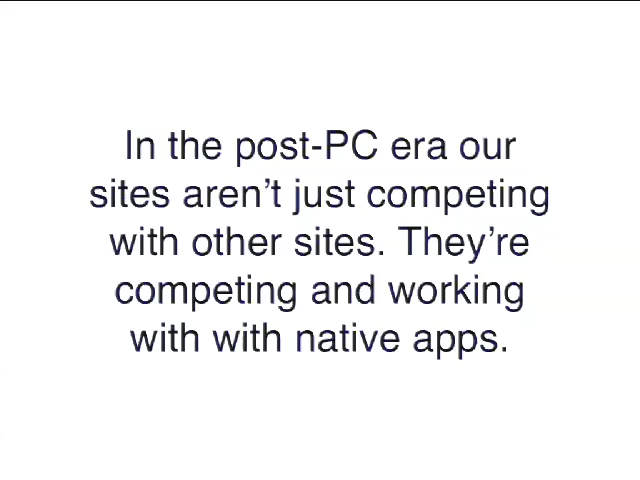 In the post-PC era our
sites aren’t just competing
with other sites. They’re
competing and working
with with native apps.